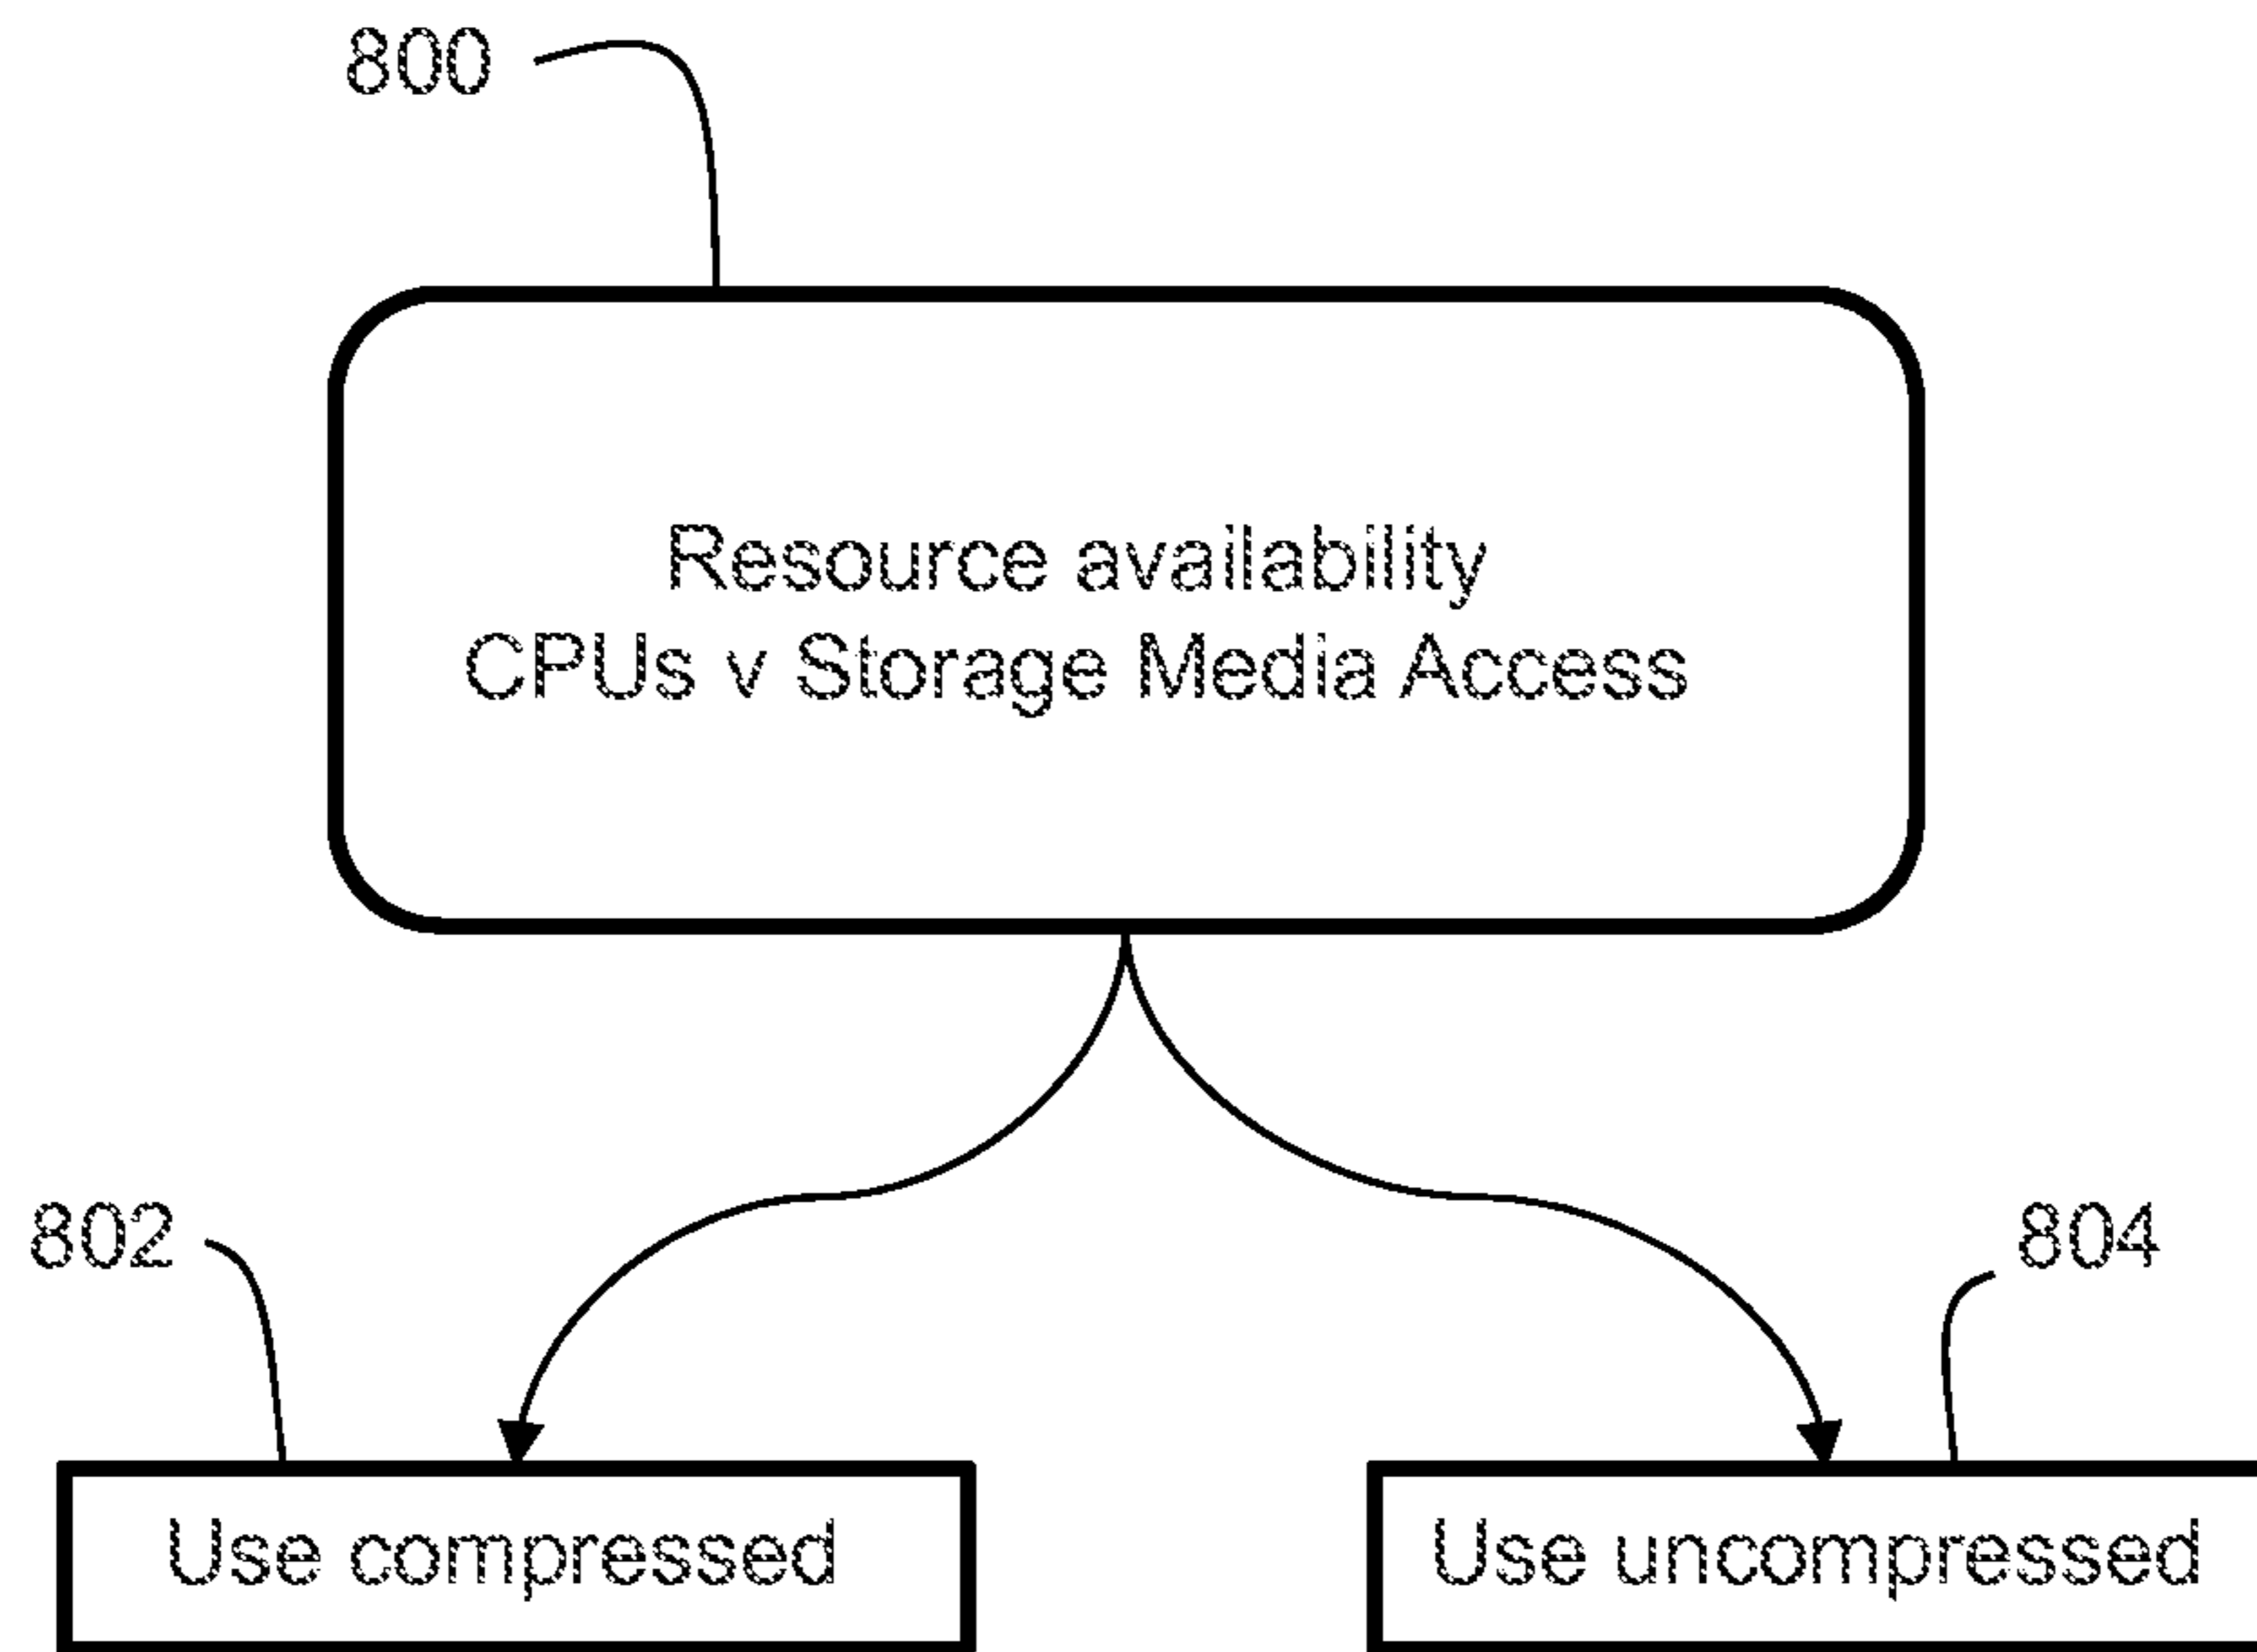 800
Resource availability
CPUs v Storage Media Access
802
804
Use compressed
Use uncompressed